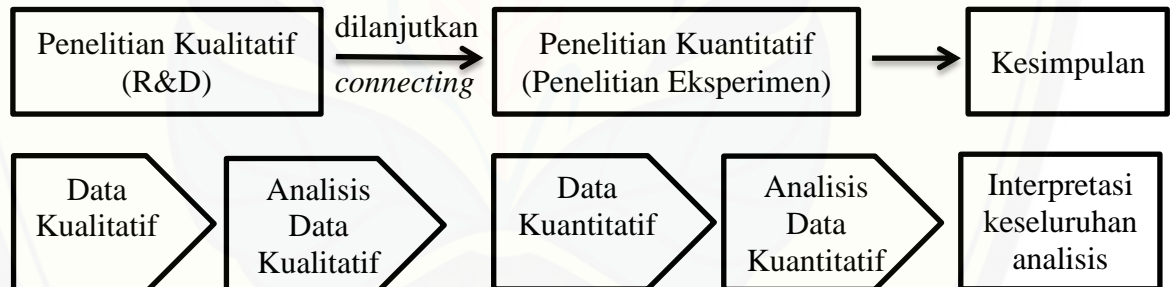 Penelitian Kualitatif
(R&D)
dilanjutkan
connecting
Penelitian Kuantitatif
(Penelitian Eksperimen)
Kesimpulan
Data
Kualitatif
Analisis
Data
Kualitatif
Data
Kuantitatif
Analisis
Data
Kuantitatif
Interpretasi
keseluruhan
analisis